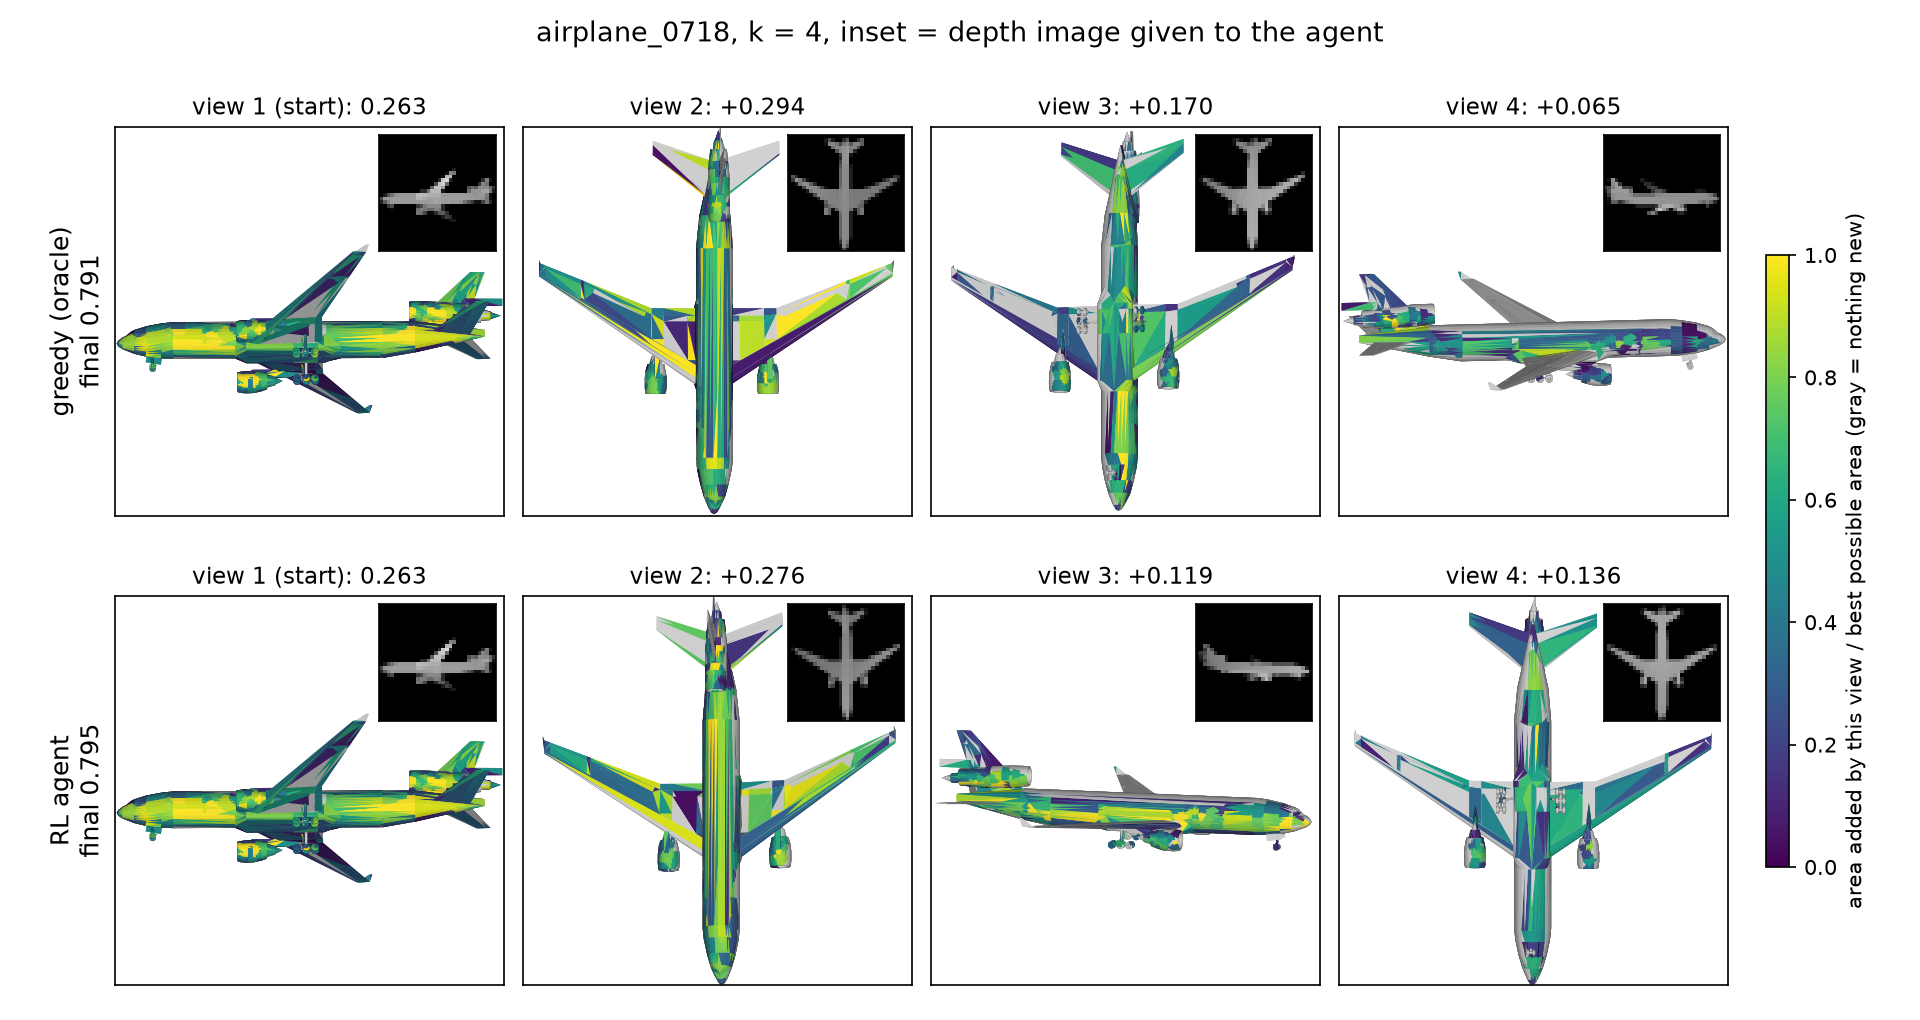 airplane_0718, k = 4, inset = depth image given to the agent
greedy (oracle)
final 0.791
view 1 (start): 0.263
view 2: +0.294
view 3: +0.170
view 4: +0.065
RL agent
final 0.795
view 1 (start): 0.263
view 2: +0.276
view 3: +0.119
view 4: +0.136
1.0
0.8
0.6
0.4
0.2
0.0
area added by this view / best possible area (gray = nothing new)